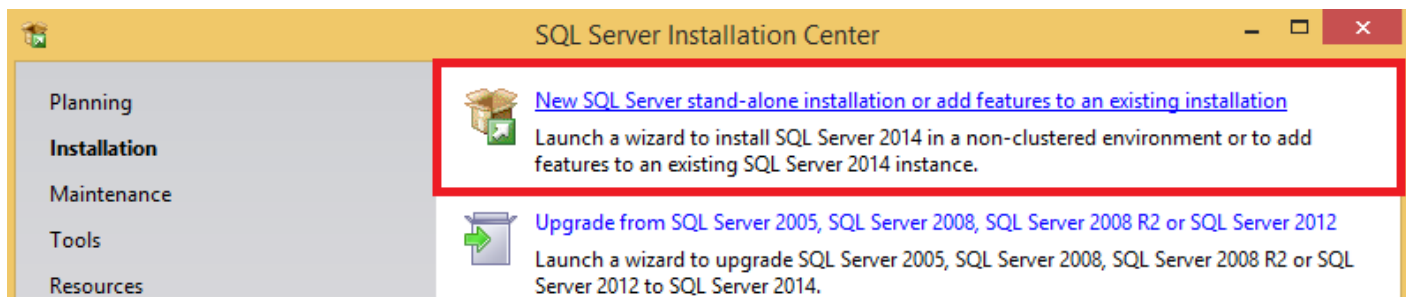 SQL Server Installation Center
Planning
Installation
Maintenance
Tools
Resources
New SQL Server stand-alone installation or add features to an existing installation
Launch a wizard to install SQL Server 2014 in a non-clustered environment or to add
features to an existing SQL Server 2014 instance.
Upgrade from SQL Server 2005, SQL Server 2008, SQL Server 2008 R2 or SQL Server 2012
Launch a wizard to upgrade SQL Server 2005, SQL Server 2008, SQL Server 2008 R2 or SQL
Server 2012 to SQL Server 2014.